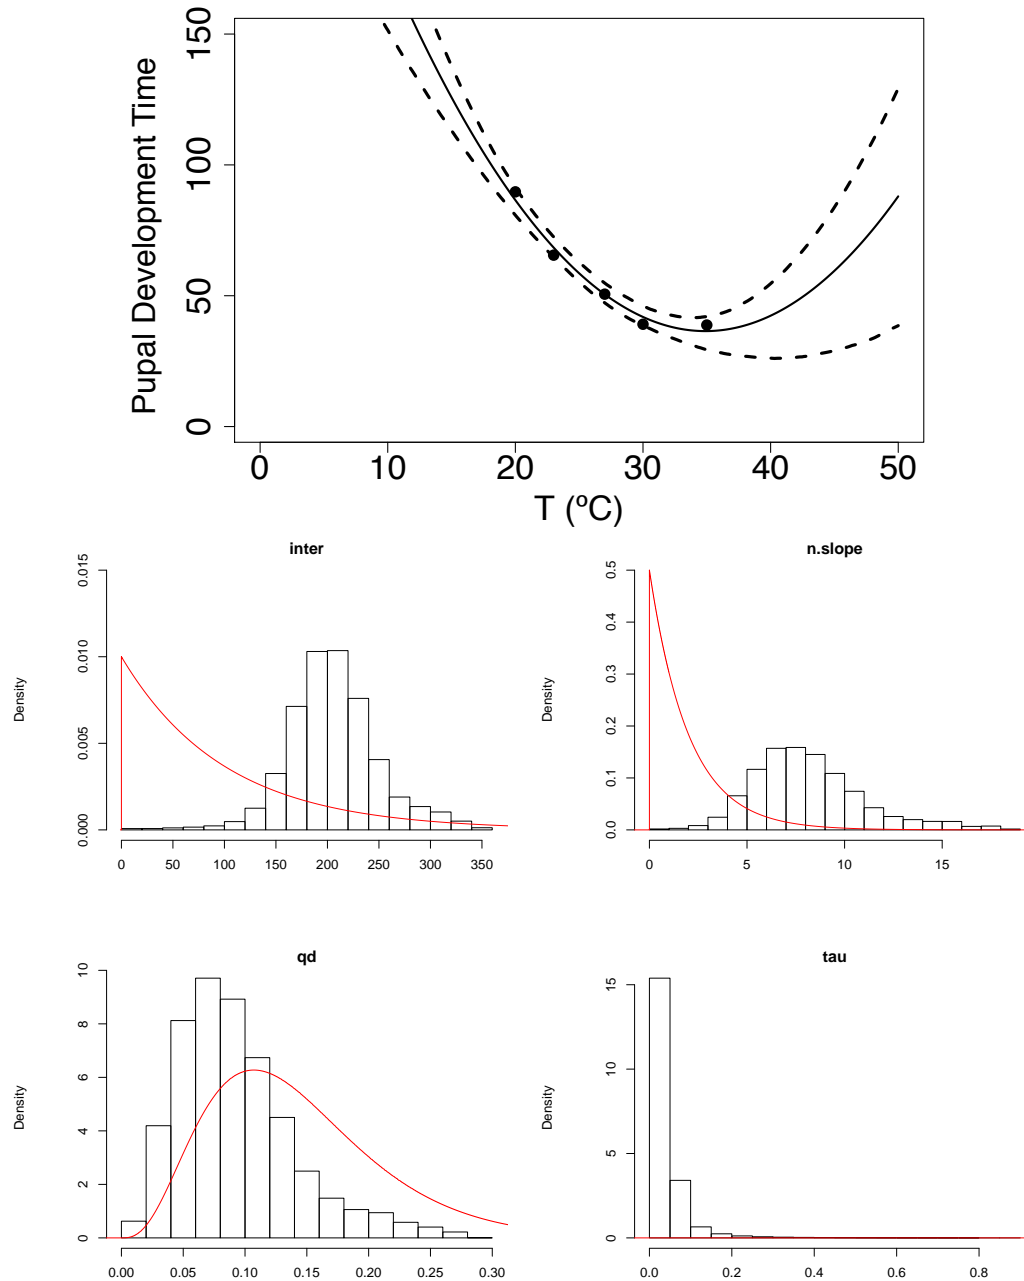 Pupal Development Time
150
100
50
0
0 10 20 30 40 50
T (ºC)
inter
Density
0.015
0.010
0.005
0.000
0 50 100 150 200 250 300 350
n.slope
Density
0.5
0.4
0.3
0.2
0.1
0.0
0 5 10 15
qd
Density
10
8
6
4
2
0
0.00 0.05 0.10 0.15 0.20 0.25 0.30
tau
Density
15
10
5
0
0.0 0.2 0.4 0.6 0.8